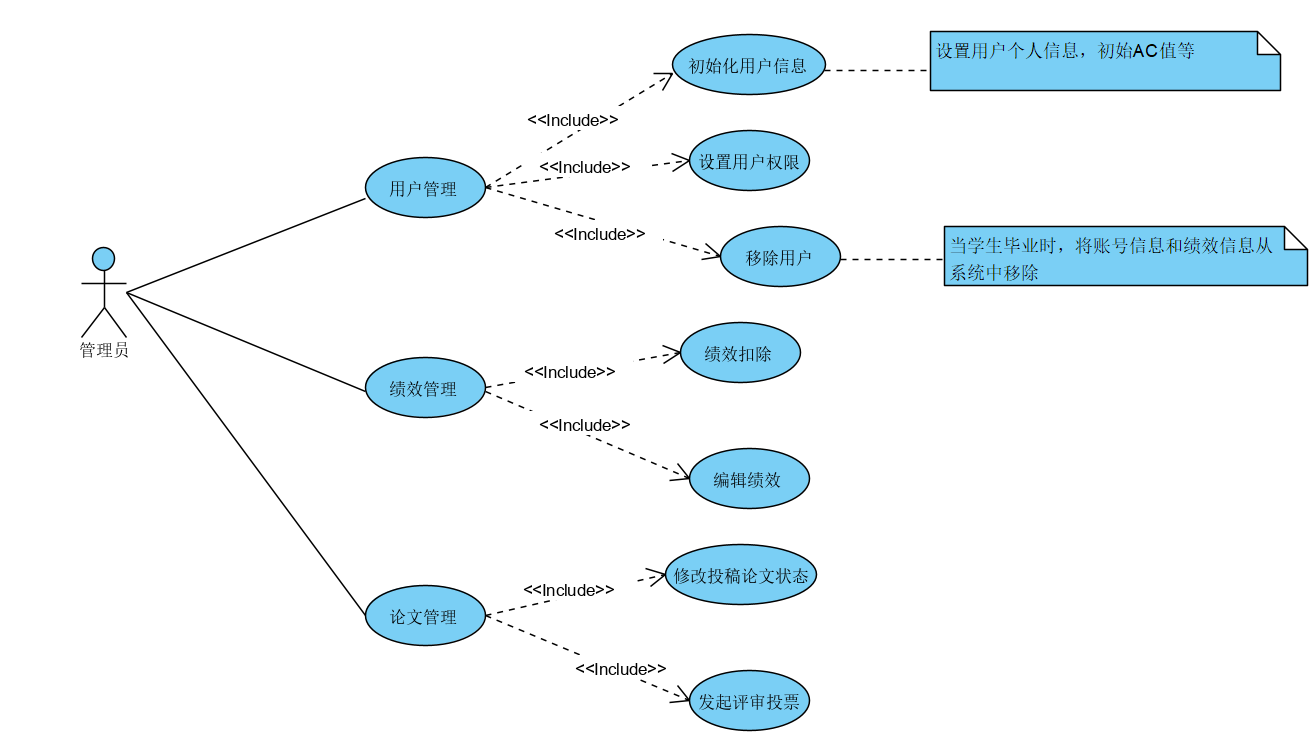 初始化用户信息
设置用户个人信息，初始AC值等
<<Include>>
用户管理
<<Include>>
设置用户权限
<<Include>>
移除用户
当学生毕业时，将账号信息和绩效信息从
系统中移除
管理员
绩效管理
<<Include>>
绩效扣除
<<Include>>
编辑绩效
论文管理
<<Include>>
修改投稿论文状态
<<Include>>
发起评审投票